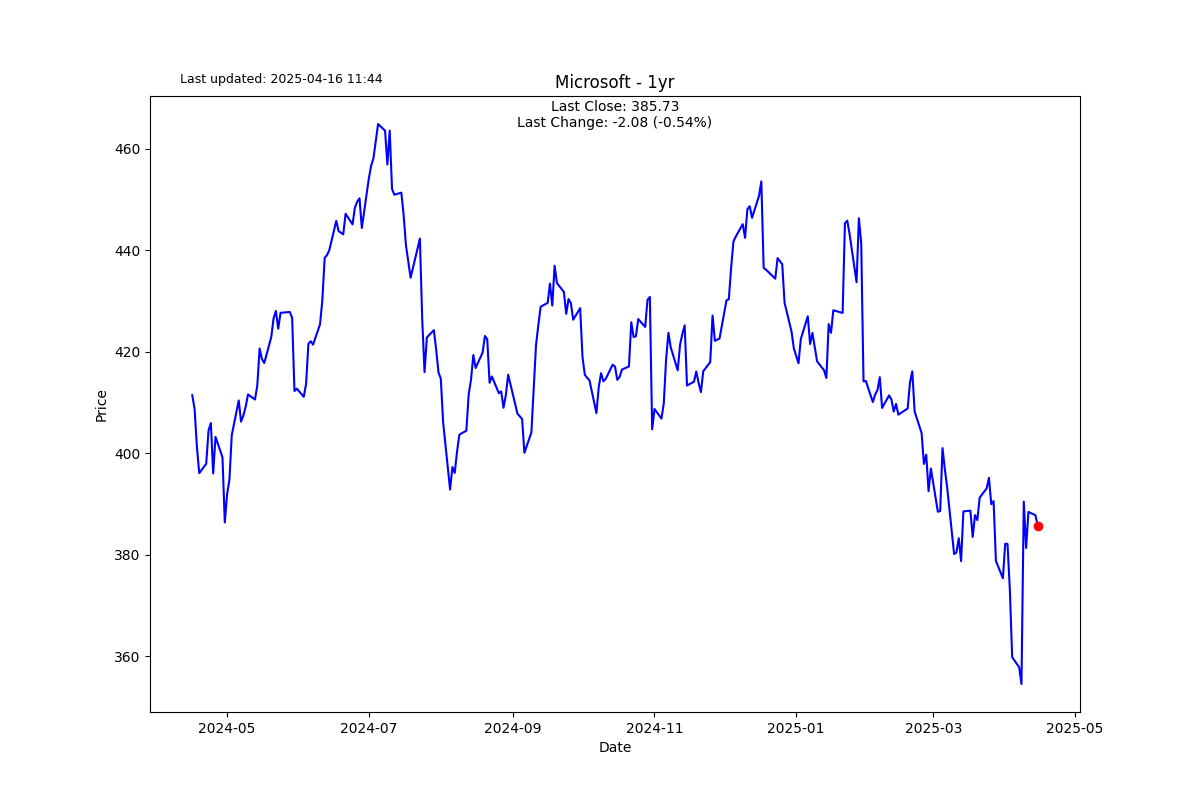 Last updated: 2025-04-16 11:44
Microsoft - 1yr
Last Close: 385.73
Last Change: -2.08 (-0.54%)
460
440
420
400
380
360
Price
2024-05
2024-07
2024-09
2024-11
2025-01
2025-03
2025-05
Date